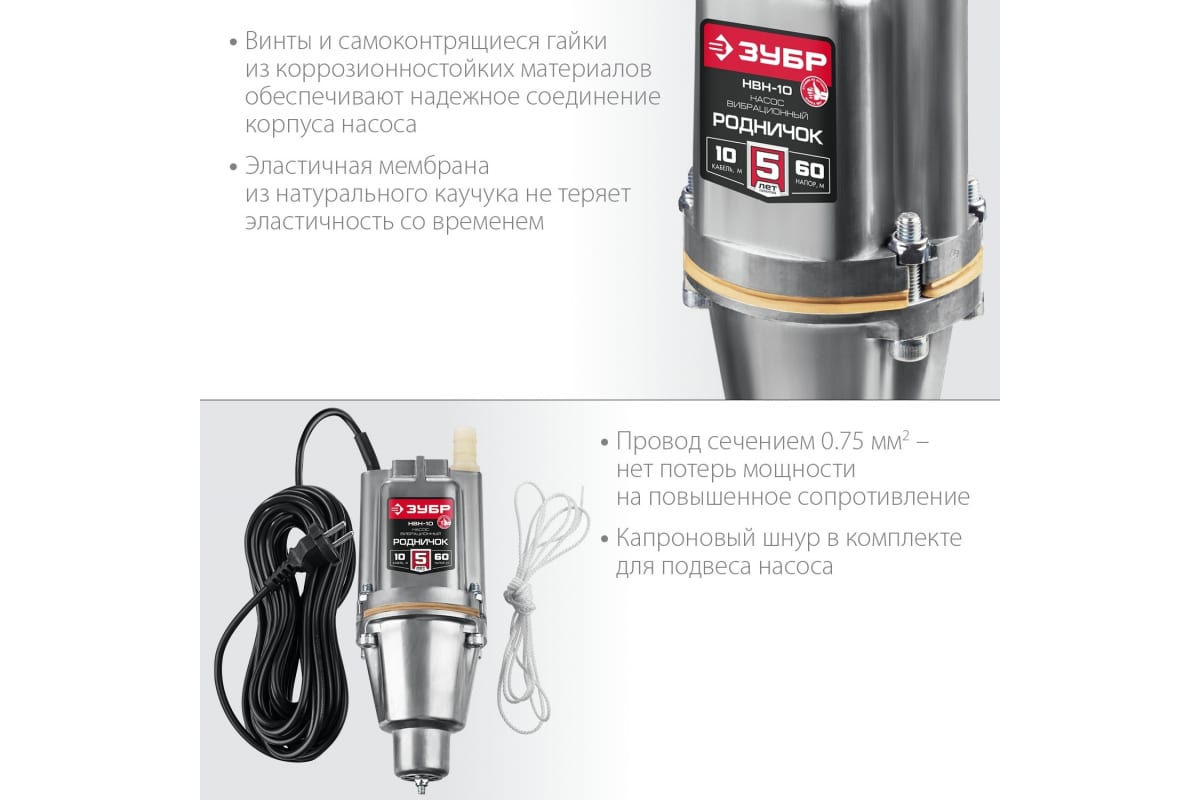 • Винты и самоконтрящиеся гайки
из коррозионностойких материалов
обеспечивают надежное соединение
корпуса насоса
• Эластичная мембрана
из натурального каучука не теряет
эластичность со временем
ЗУБР
НВН-10
НАСОС
ВИБРАЦИОННЫЙ
РОДНИЧОК
10 5 60
КАБЕЛЬ, М ЛЕТ НАПОР, М
• Провод сечением 0.75 мм² –
нет потерь мощности
на повышенное сопротивление
• Капроновый шнур в комплекте
для подвеса насоса
ЗУБР
НВН-10
НАСОС
ВИБРАЦИОННЫЙ
РОДНИЧОК
10 5 60